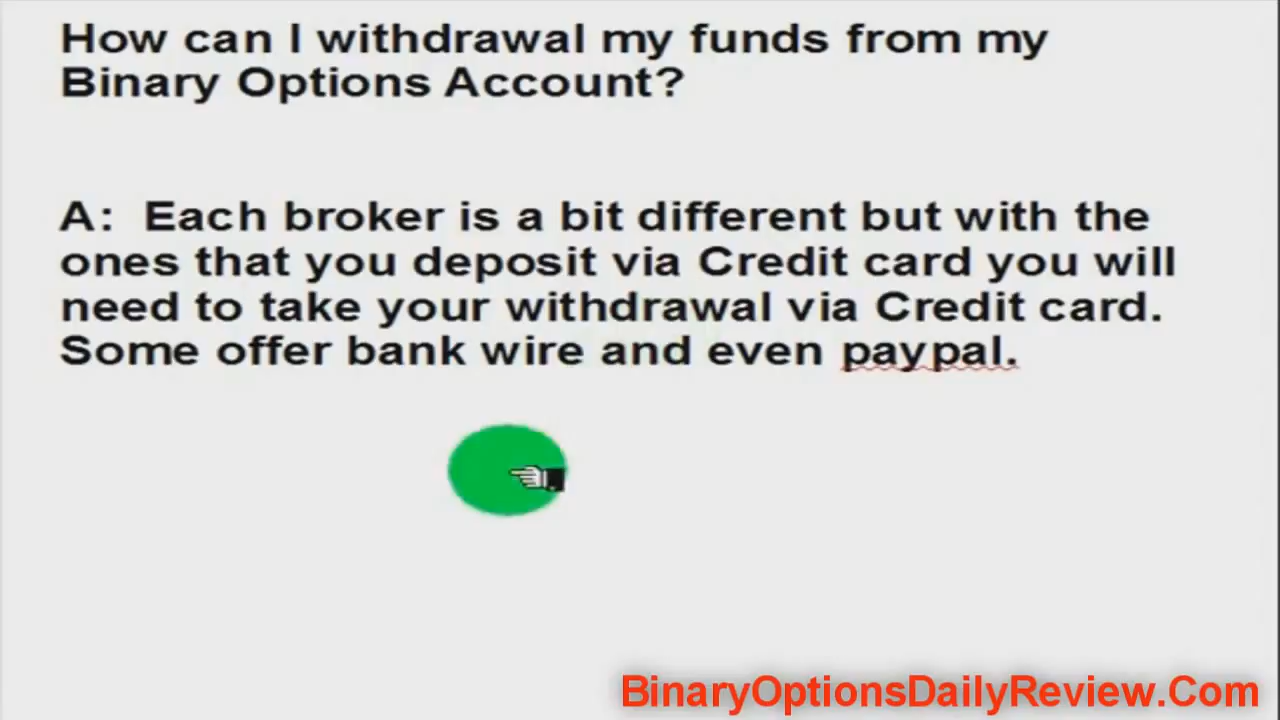 How can I withdrawal my funds from my
Binary Options Account?
A: Each broker is a bit different but with the
ones that you deposit via Credit card you will
need to take your withdrawal via Credit card.
Some offer bank wire and even paypal.
BinaryOptionsDailyReview.Com